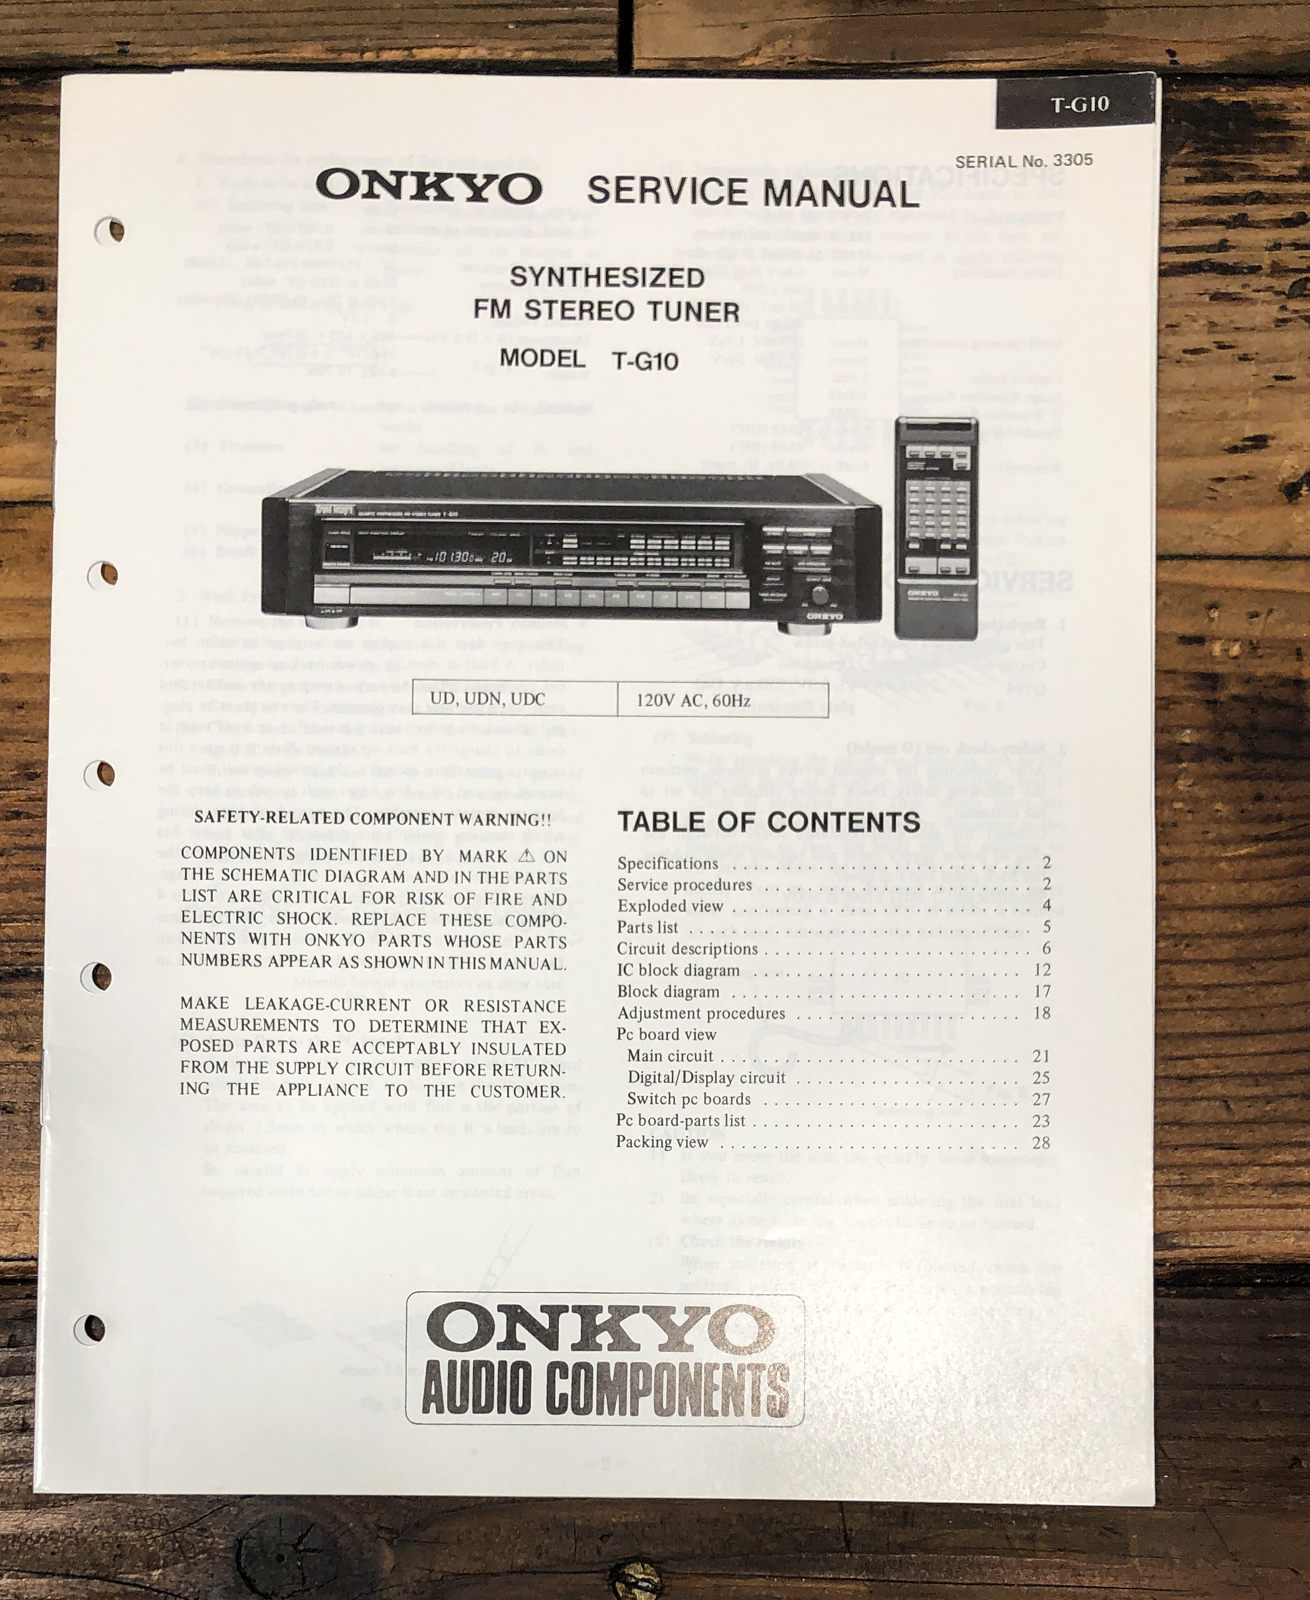 T-G10
SERIAL No. 3305
ONKYO SERVICE MANUAL
SYNTHESIZED
FM STEREO TUNER
MODEL T-G10
Grand Integra
ONKYO
ONKYO
UD, UDN, UDC 120V AC, 60Hz
SAFETY-RELATED COMPONENT WARNING!!
COMPONENTS IDENTIFIED BY MARK ⚠ ON
THE SCHEMATIC DIAGRAM AND IN THE PARTS
LIST ARE CRITICAL FOR RISK OF FIRE AND
ELECTRIC SHOCK. REPLACE THESE COMPO-
NENTS WITH ONKYO PARTS WHOSE PARTS
NUMBERS APPEAR AS SHOWN IN THIS MANUAL.
MAKE LEAKAGE-CURRENT OR RESISTANCE
MEASUREMENTS TO DETERMINE THAT EX-
POSED PARTS ARE ACCEPTABLY INSULATED
FROM THE SUPPLY CIRCUIT BEFORE RETURN-
ING THE APPLIANCE TO THE CUSTOMER.
TABLE OF CONTENTS
Specifications . . . . . . . . . . . . . . . . . . . . . . . . . . . . 2
Service procedures . . . . . . . . . . . . . . . . . . . . . . . . . 2
Exploded view . . . . . . . . . . . . . . . . . . . . . . . . . . . 4
Parts list . . . . . . . . . . . . . . . . . . . . . . . . . . . . . . 5
Circuit descriptions . . . . . . . . . . . . . . . . . . . . . . . . 6
IC block diagram . . . . . . . . . . . . . . . . . . . . . . . . . 12
Block diagram . . . . . . . . . . . . . . . . . . . . . . . . . . 17
Adjustment procedures . . . . . . . . . . . . . . . . . . . . . 18
Pc board view
Main circuit . . . . . . . . . . . . . . . . . . . . . . . . . . . 21
Digital/Display circuit . . . . . . . . . . . . . . . . . . . . . 25
Switch pc boards . . . . . . . . . . . . . . . . . . . . . . . . 27
Pc board-parts list . . . . . . . . . . . . . . . . . . . . . . . . 23
Packing view . . . . . . . . . . . . . . . . . . . . . . . . . . . 28
ONKYO
AUDIO COMPONENTS